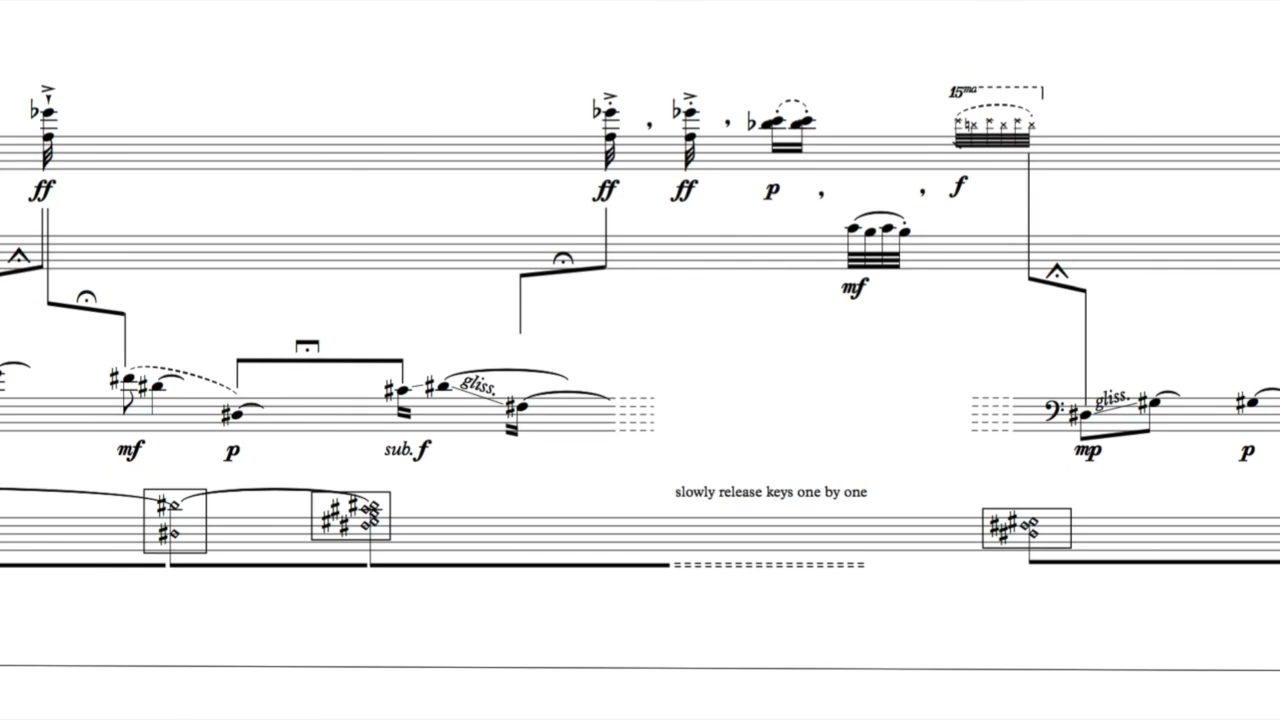 15ma
ff ff ff p , , f
mf
gliss. gliss.
mf p sub. f mp p
slowly release keys one by one